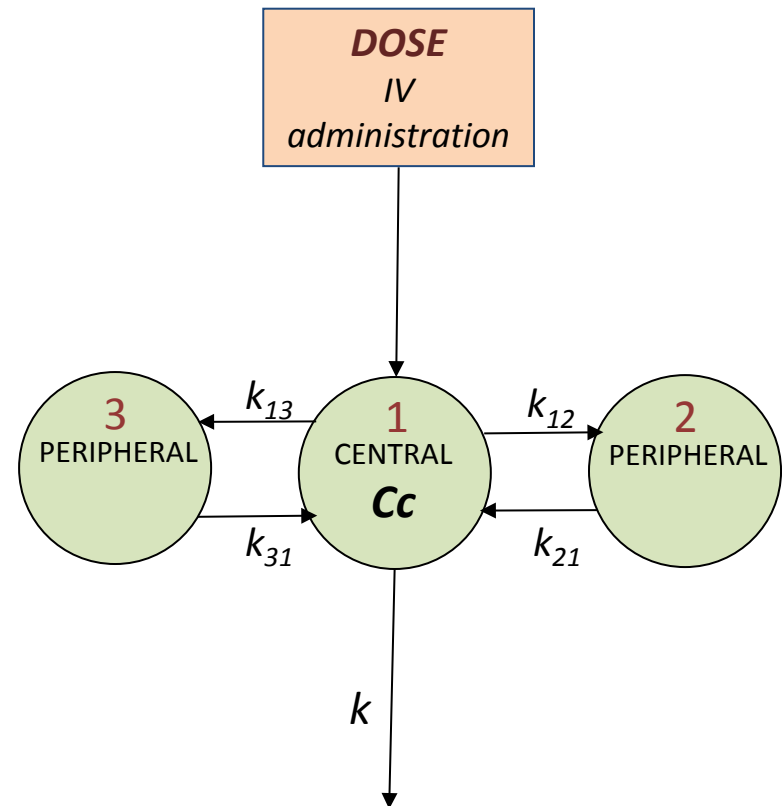 DOSE
IV
administration
3
PERIPHERAL
k13
k31
1
CENTRAL
Cc
k12
k21
2
PERIPHERAL
k